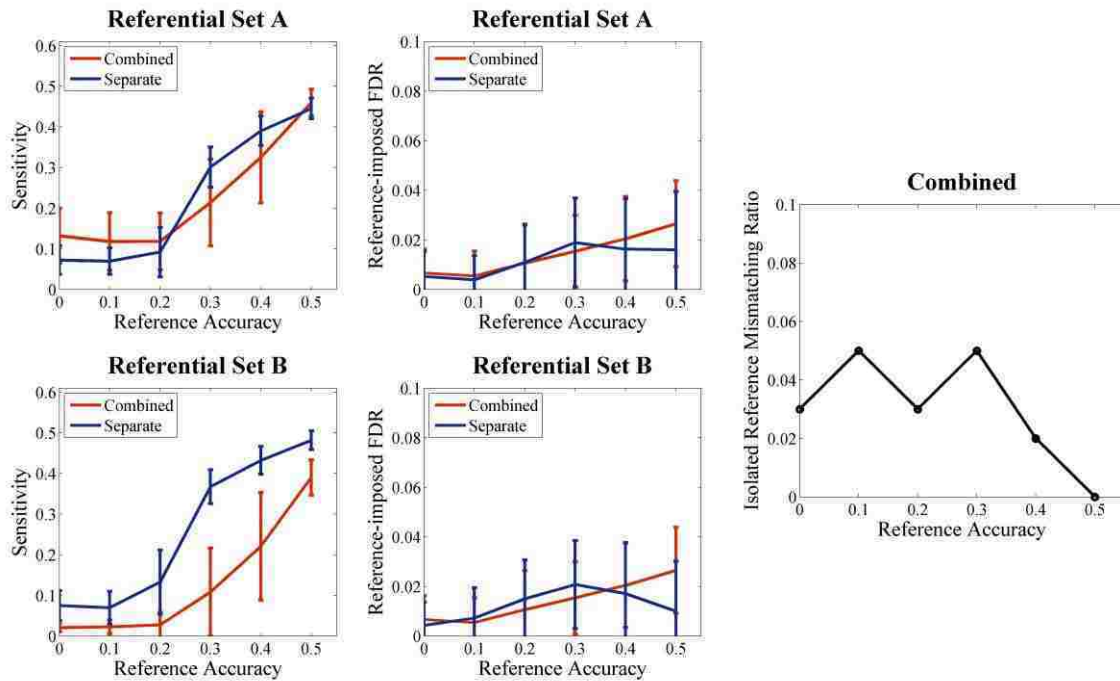 Referential Set A
Combined
Separate
Sensitivity
0.6
0.5
0.4
0.3
0.2
0.1
0
0 0.1 0.2 0.3 0.4 0.5
Reference Accuracy
Referential Set A
Combined
Separate
Reference-imposed FDR
0.1
0.08
0.06
0.04
0.02
0
0 0.1 0.2 0.3 0.4 0.5
Reference Accuracy
Referential Set B
Combined
Separate
Sensitivity
0.6
0.5
0.4
0.3
0.2
0.1
0
0 0.1 0.2 0.3 0.4 0.5
Reference Accuracy
Referential Set B
Combined
Separate
Reference-imposed FDR
0.1
0.08
0.06
0.04
0.02
0
0 0.1 0.2 0.3 0.4 0.5
Reference Accuracy
Combined
Isolated Reference Mismatching Ratio
0.1
0.08
0.06
0.04
0.02
0
0 0.1 0.2 0.3 0.4 0.5
Reference Accuracy